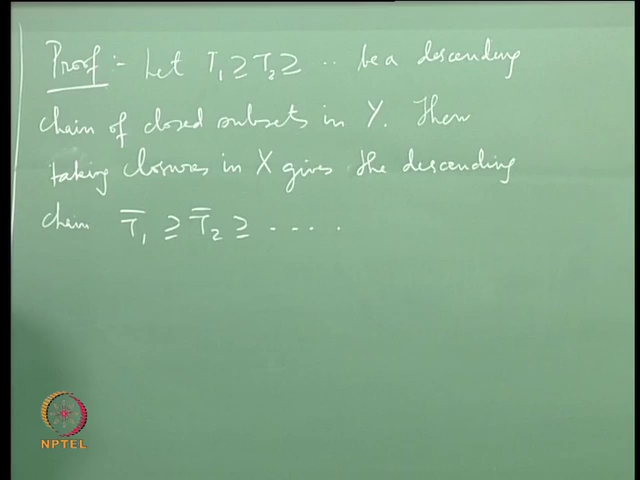 Proof :- Let T₁ ≥ T₂ ≥ ... be a descending
chain of closed subsets in Y. Then
taking closures in X gives the descending
chain T̄₁ ≥ T̄₂ ≥ .....
NPTEL